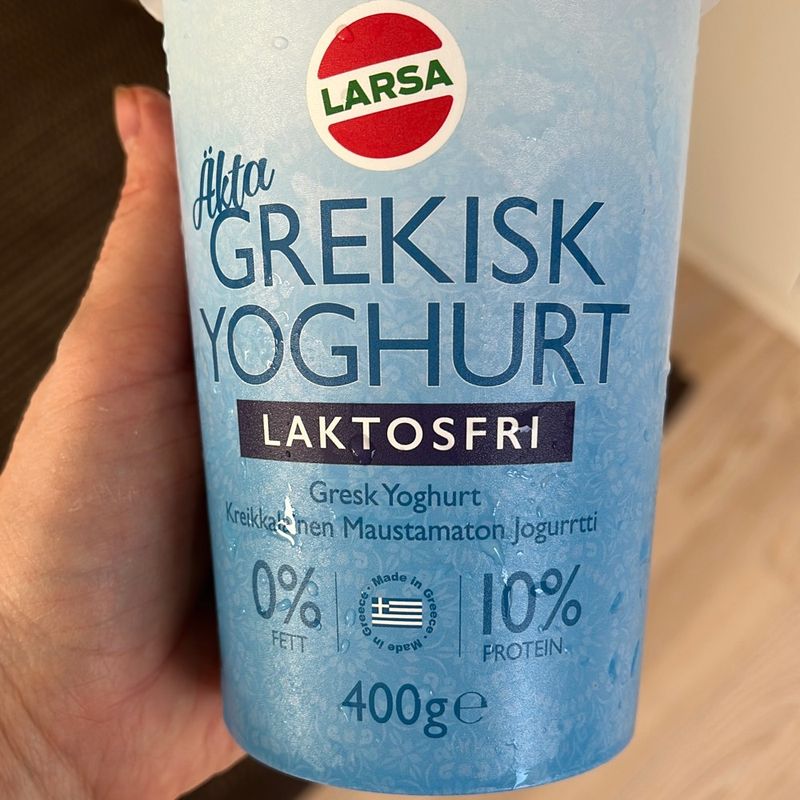 LARSA
Äkta
GREKISK
YOGHURT
LAKTOSFRI
Gresk Yoghurt
Kreikkalainen Maustamaton Jogurrtti
0%
FETT
Made in Greece · Made in Greece ·
10%
PROTEIN
400g℮